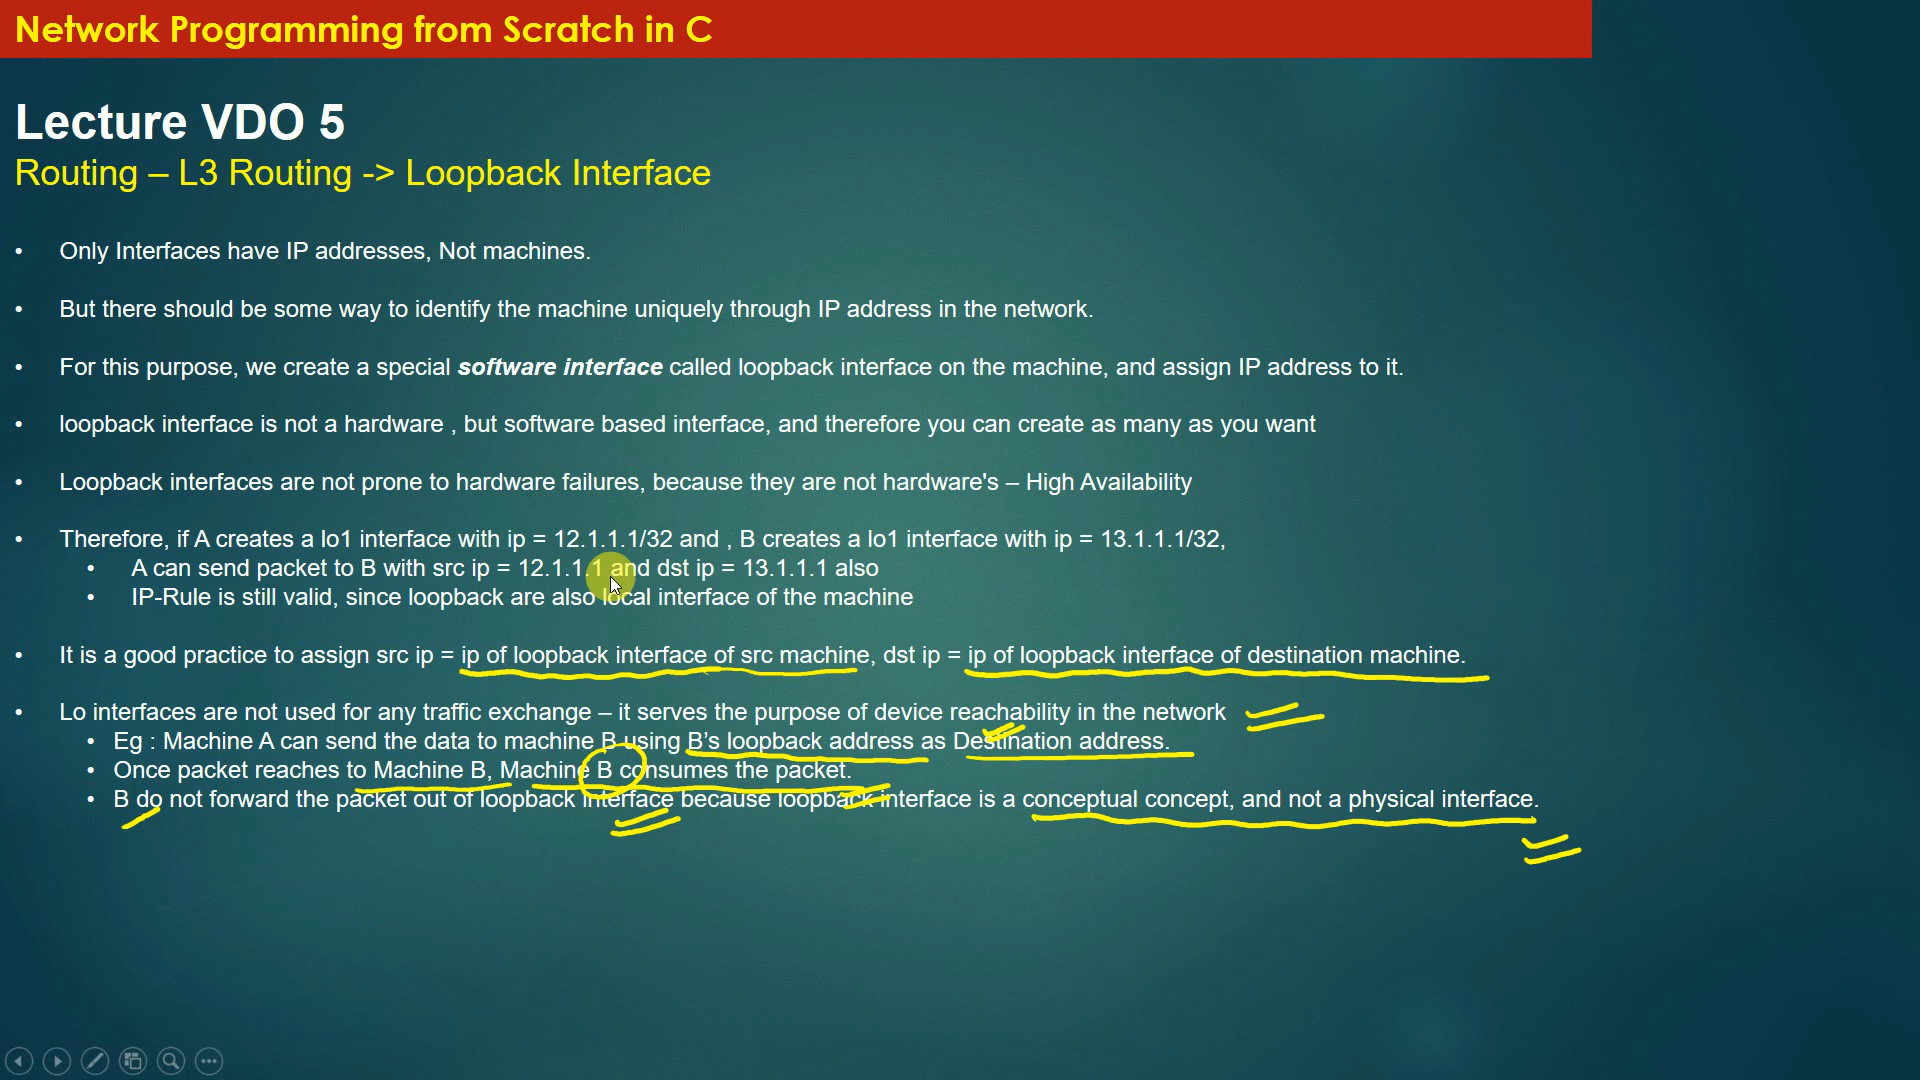 Network Programming from Scratch in C
Lecture VDO 5
Routing – L3 Routing -> Loopback Interface
• Only Interfaces have IP addresses, Not machines.
• But there should be some way to identify the machine uniquely through IP address in the network.
• For this purpose, we create a special software interface called loopback interface on the machine, and assign IP address to it.
• loopback interface is not a hardware , but software based interface, and therefore you can create as many as you want
• Loopback interfaces are not prone to hardware failures, because they are not hardware's – High Availability
• Therefore, if A creates a lo1 interface with ip = 12.1.1.1/32 and , B creates a lo1 interface with ip = 13.1.1.1/32,
• A can send packet to B with src ip = 12.1.1.1 and dst ip = 13.1.1.1 also
• IP-Rule is still valid, since loopback are also local interface of the machine
• It is a good practice to assign src ip = ip of loopback interface of src machine, dst ip = ip of loopback interface of destination machine.
• Lo interfaces are not used for any traffic exchange – it serves the purpose of device reachability in the network
• Eg : Machine A can send the data to machine B using B’s loopback address as Destination address.
• Once packet reaches to Machine B, Machine B consumes the packet.
• B do not forward the packet out of loopback interface because loopback interface is a conceptual concept, and not a physical interface.